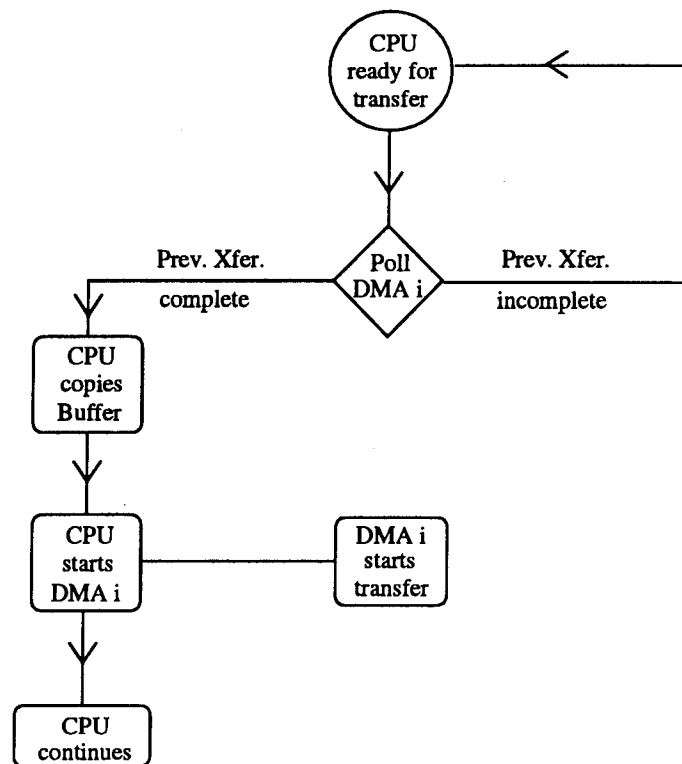 CPU
ready for
transfer
Prev. Xfer.
complete
Poll
DMA i
Prev. Xfer.
incomplete
CPU
copies
Buffer
CPU
starts
DMA i
DMA i
starts
transfer
CPU
continues